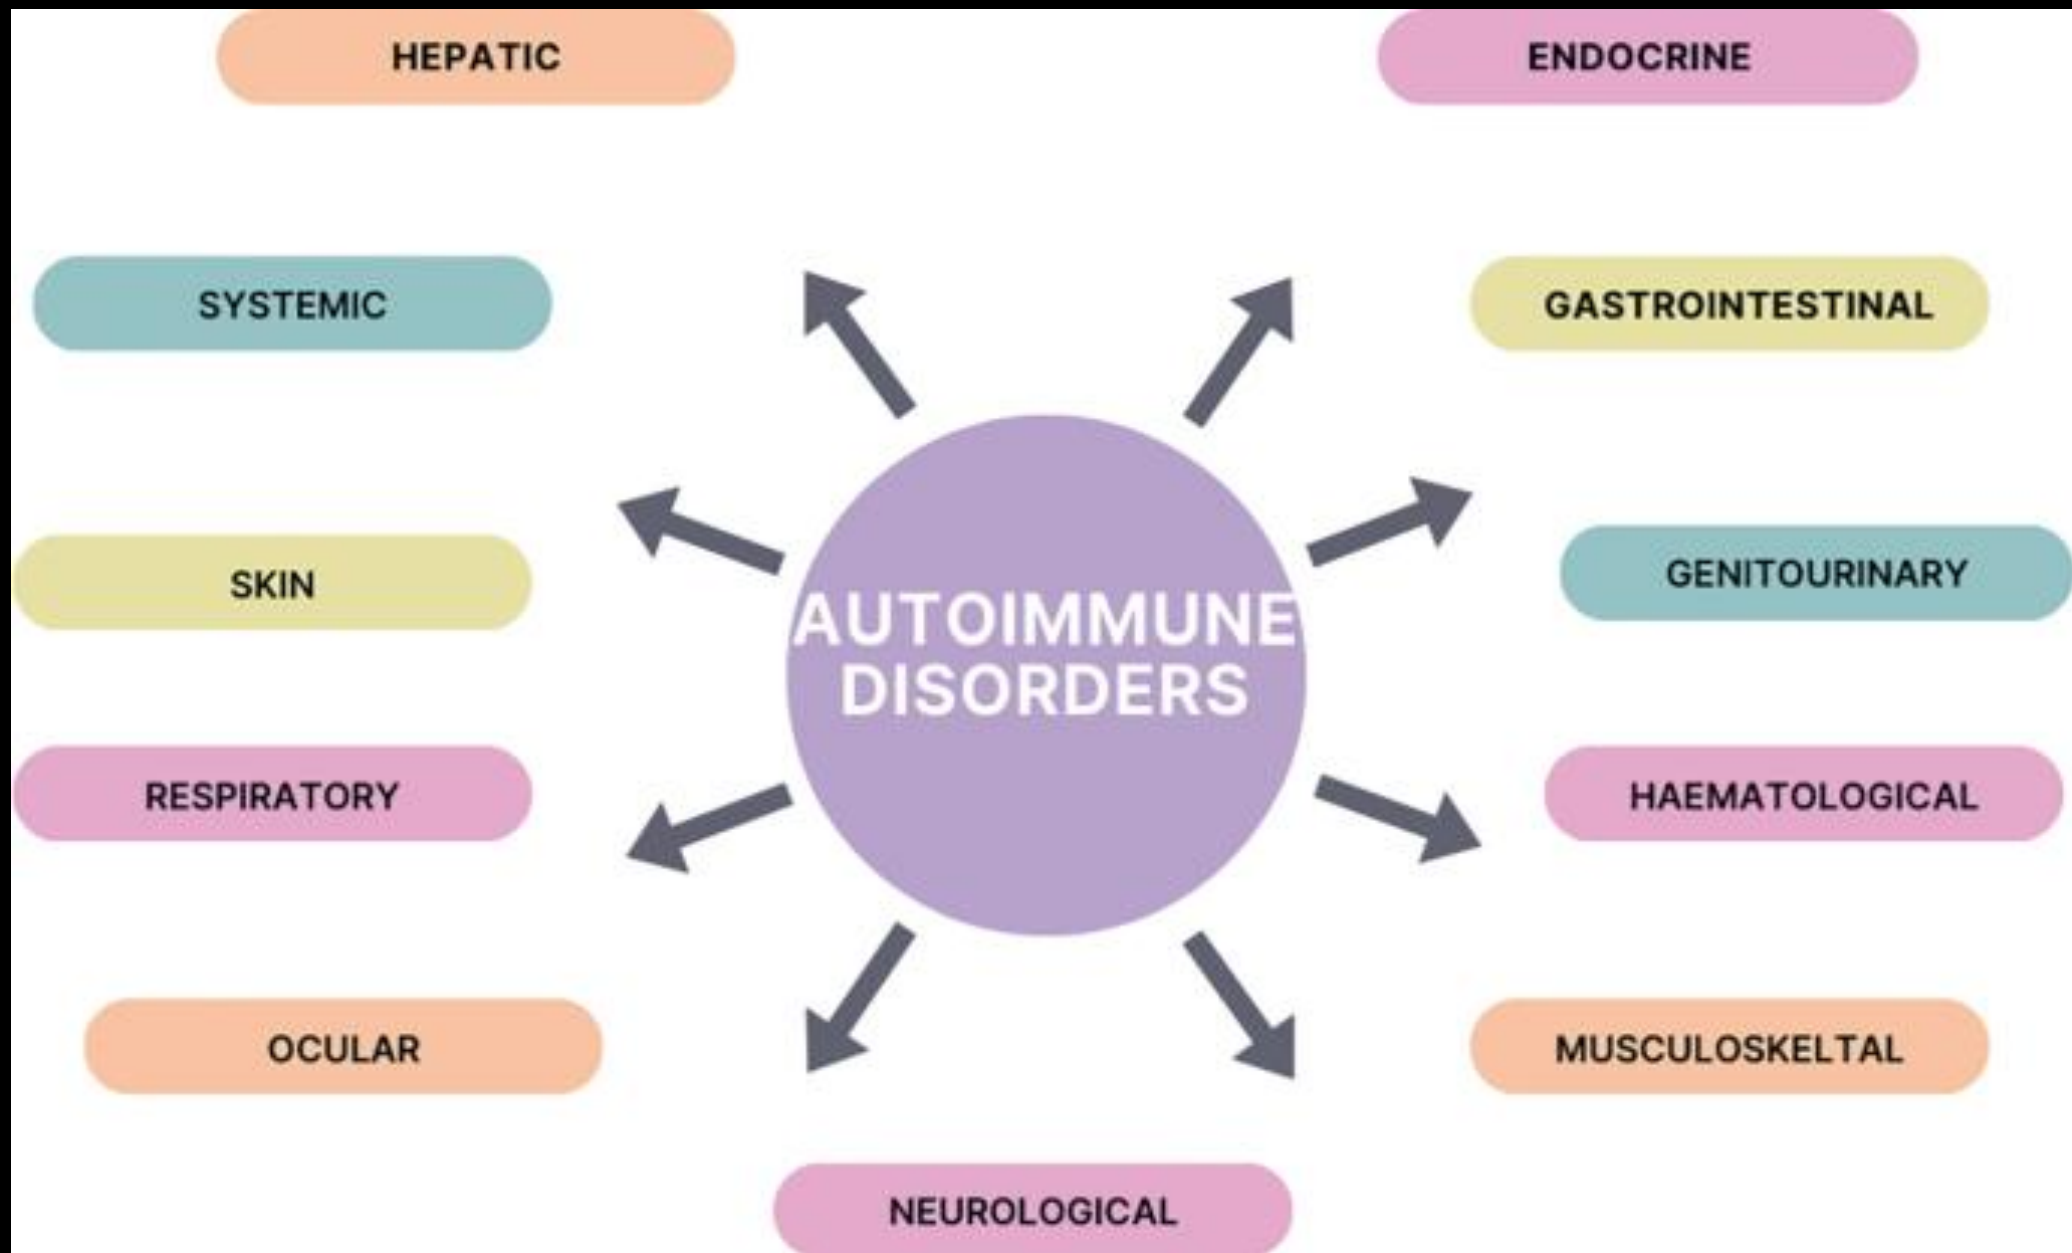 HEPATIC
ENDOCRINE
SYSTEMIC
GASTROINTESTINAL
SKIN
GENITOURINARY
AUTOIMMUNE
DISORDERS
RESPIRATORY
HAEMATOLOGICAL
OCULAR
MUSCULOSKELTAL
NEUROLOGICAL